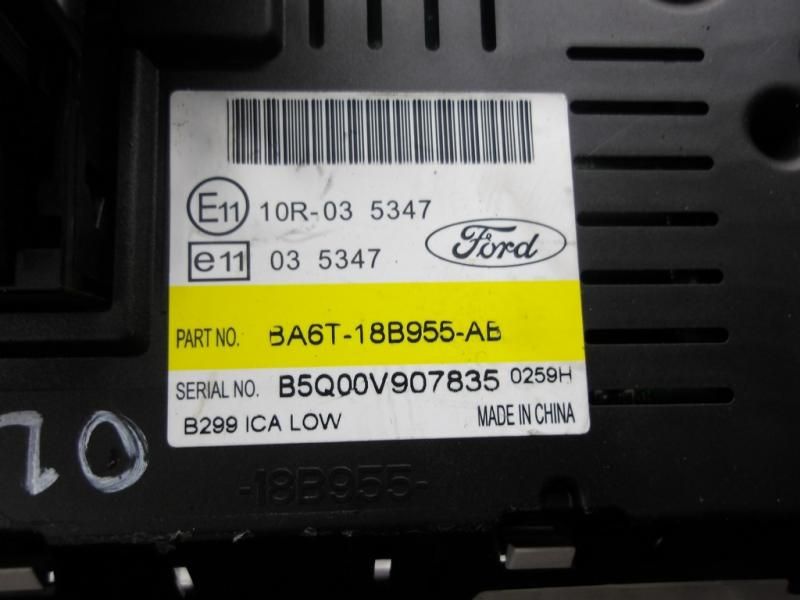 E11 10R-03 5347
e11 03 5347
Ford
PART NO. BA6T-18B955-AB
SERIAL NO. B5Q00V907835 0259H
B299 ICA LOW MADE IN CHINA
-18B955-